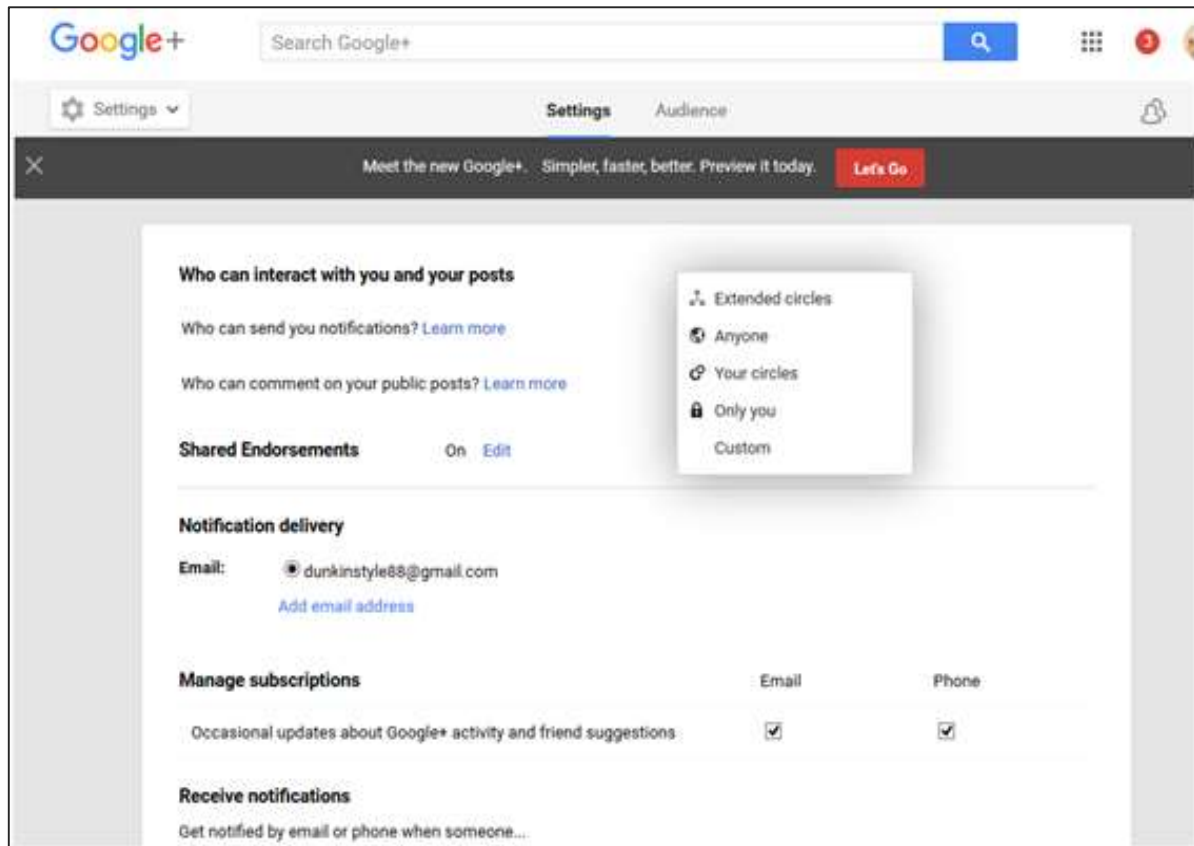 Google+
Search Google+
3
Settings
Settings Audience
Meet the new Google+. Simpler, faster, better. Preview it today. Let's Go
Who can interact with you and your posts
Who can send you notifications? Learn more
Who can comment on your public posts? Learn more
Extended circles
Anyone
Your circles
Only you
Custom
Shared Endorsements On Edit
Notification delivery
Email: dunkinstyle88@gmail.com
Add email address
Manage subscriptions Email Phone
Occasional updates about Google+ activity and friend suggestions
Receive notifications
Get notified by email or phone when someone...